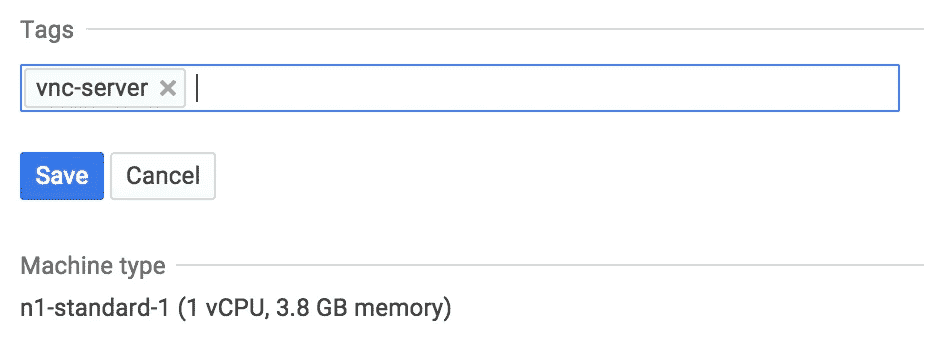 Tags
vnc-server ×
Save Cancel
Machine type
n1-standard-1 (1 vCPU, 3.8 GB memory)